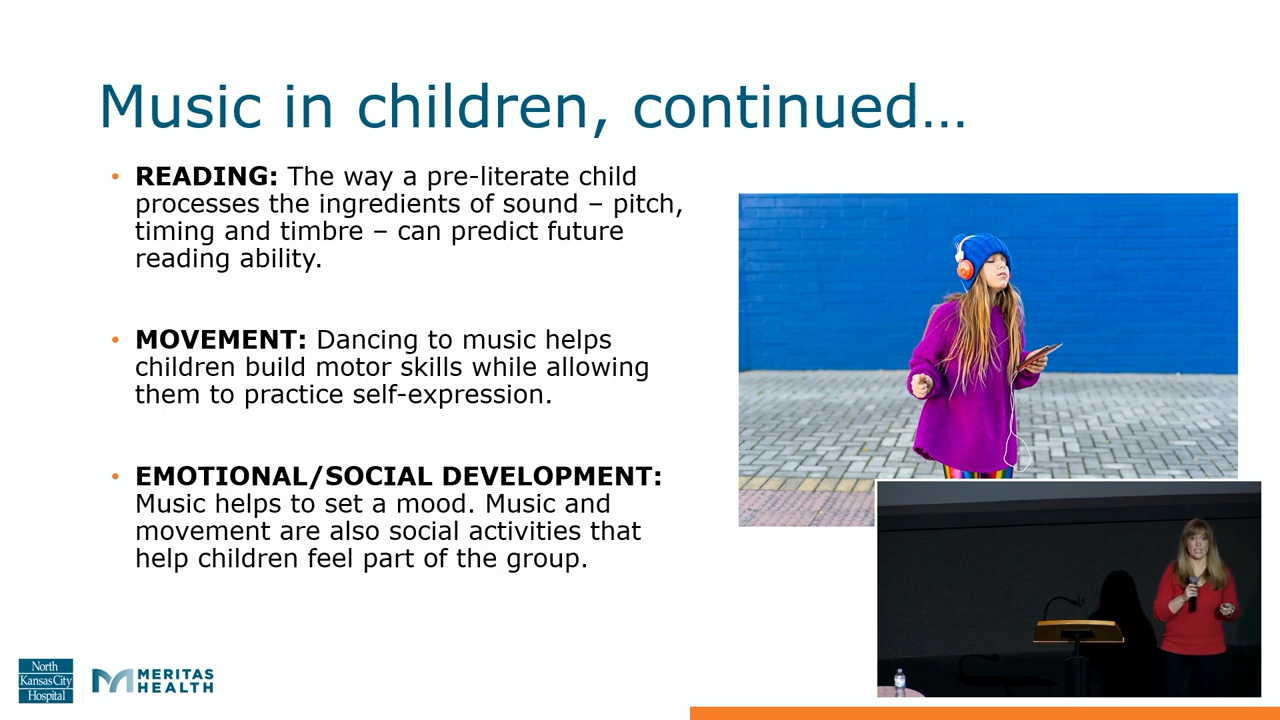 Music in children, continued...
• READING: The way a pre-literate child
processes the ingredients of sound – pitch,
timing and timbre – can predict future
reading ability.
• MOVEMENT: Dancing to music helps
children build motor skills while allowing
them to practice self-expression.
• EMOTIONAL/SOCIAL DEVELOPMENT:
Music helps to set a mood. Music and
movement are also social activities that
help children feel part of the group.
North
KansasCity
Hospital
MERITAS
HEALTH